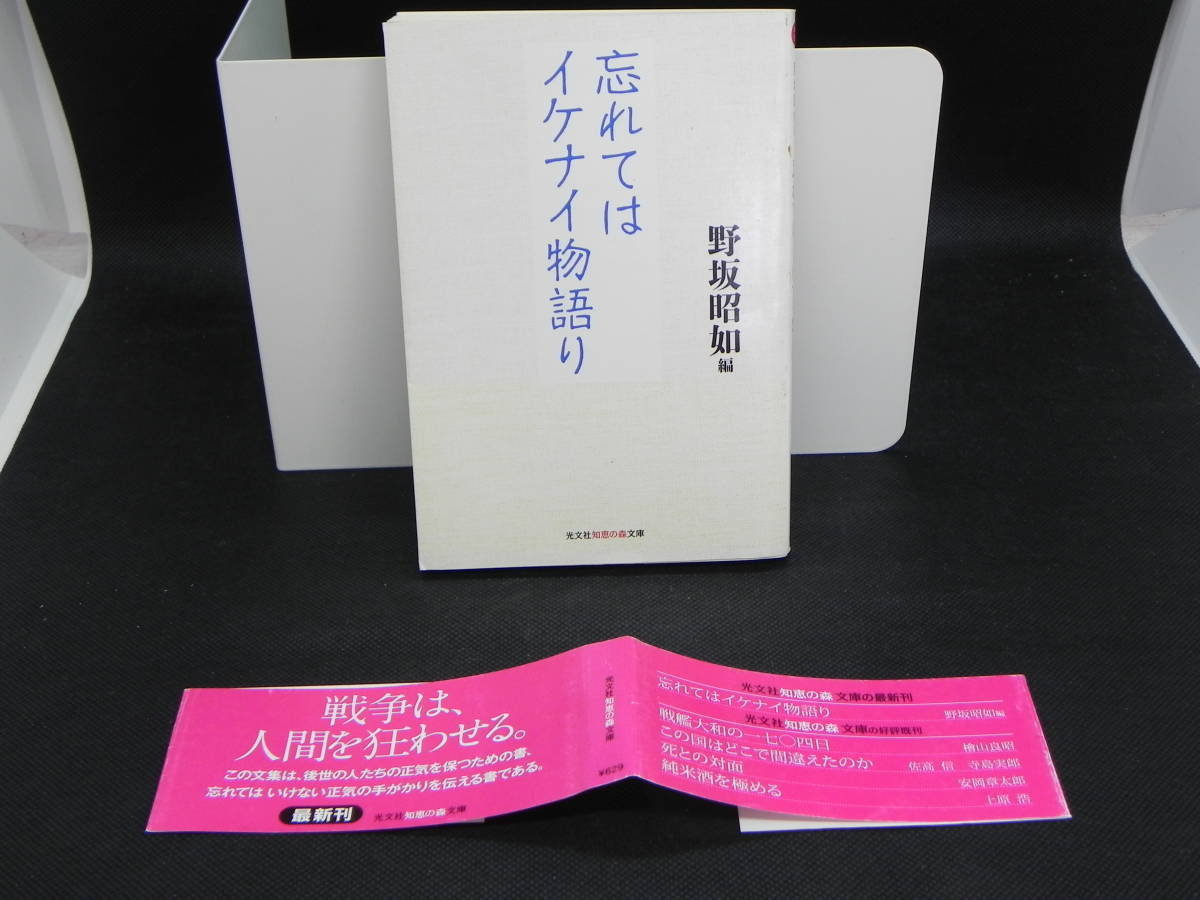 忘れては
イケナイ物語り
野坂昭如 編
光文社知恵の森文庫
戦争は、
人間を狂わせる。
この文集は、後世の人たちの正気を保つための書、
忘れては いけない正気の手がかりを伝える書である。
最新刊 光文社知恵の森文庫
光文社知恵の森文庫
¥629
光文社知恵の森文庫の最新刊
忘れてはイケナイ物語り 野坂昭如編
光文社知恵の森文庫の好評既刊
戦艦大和の一七〇四日 檜山良昭
この国はどこで間違えたのか 佐高 信 寺島実郎
死との対面 安岡章太郎
純米酒を極める 上原 浩